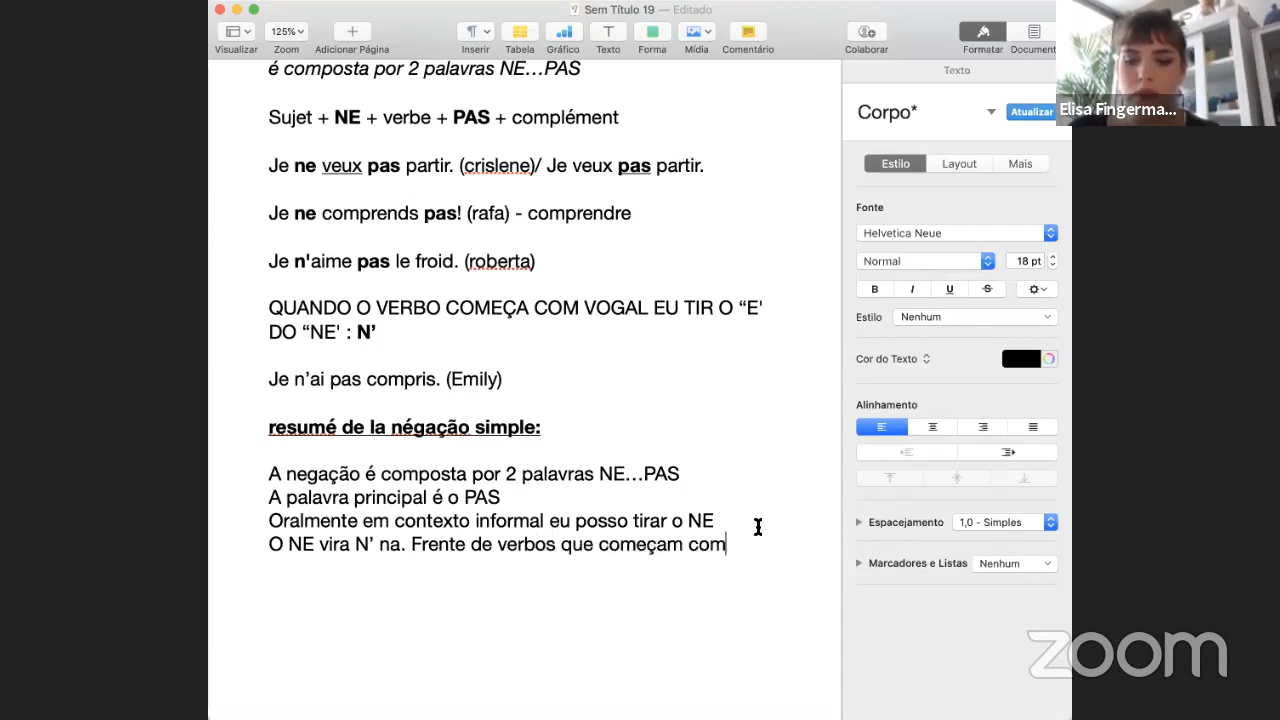 Sem Título 19 — Editado
125%
Visualizar Zoom Adicionar Página Inserir Tabela Gráfico Texto Forma Mídia Comentário Colaborar Formatar Document
Elisa Fingerma...
é composta por 2 palavras NE…PAS
Sujet + NE + verbe + PAS + complément
Je ne veux pas partir. (crislene)/ Je veux pas partir.
Je ne comprends pas! (rafa) - comprendre
Je n'aime pas le froid. (roberta)
QUANDO O VERBO COMEÇA COM VOGAL EU TIR O “E'
DO “NE' : N’
Je n’ai pas compris. (Emily)
resumé de la négação simple:
A negação é composta por 2 palavras NE…PAS
A palavra principal é o PAS
Oralmente em contexto informal eu posso tirar o NE
O NE vira N’ na. Frente de verbos que começam com
Texto
Corpo*
Atualizar
Estilo Layout Mais
Fonte
Helvetica Neue
Normal 18 pt
B I U S
Estilo Nenhum
Cor do Texto
Alinhamento
Espacejamento 1,0 - Simples
Marcadores e Listas Nenhum
zoom